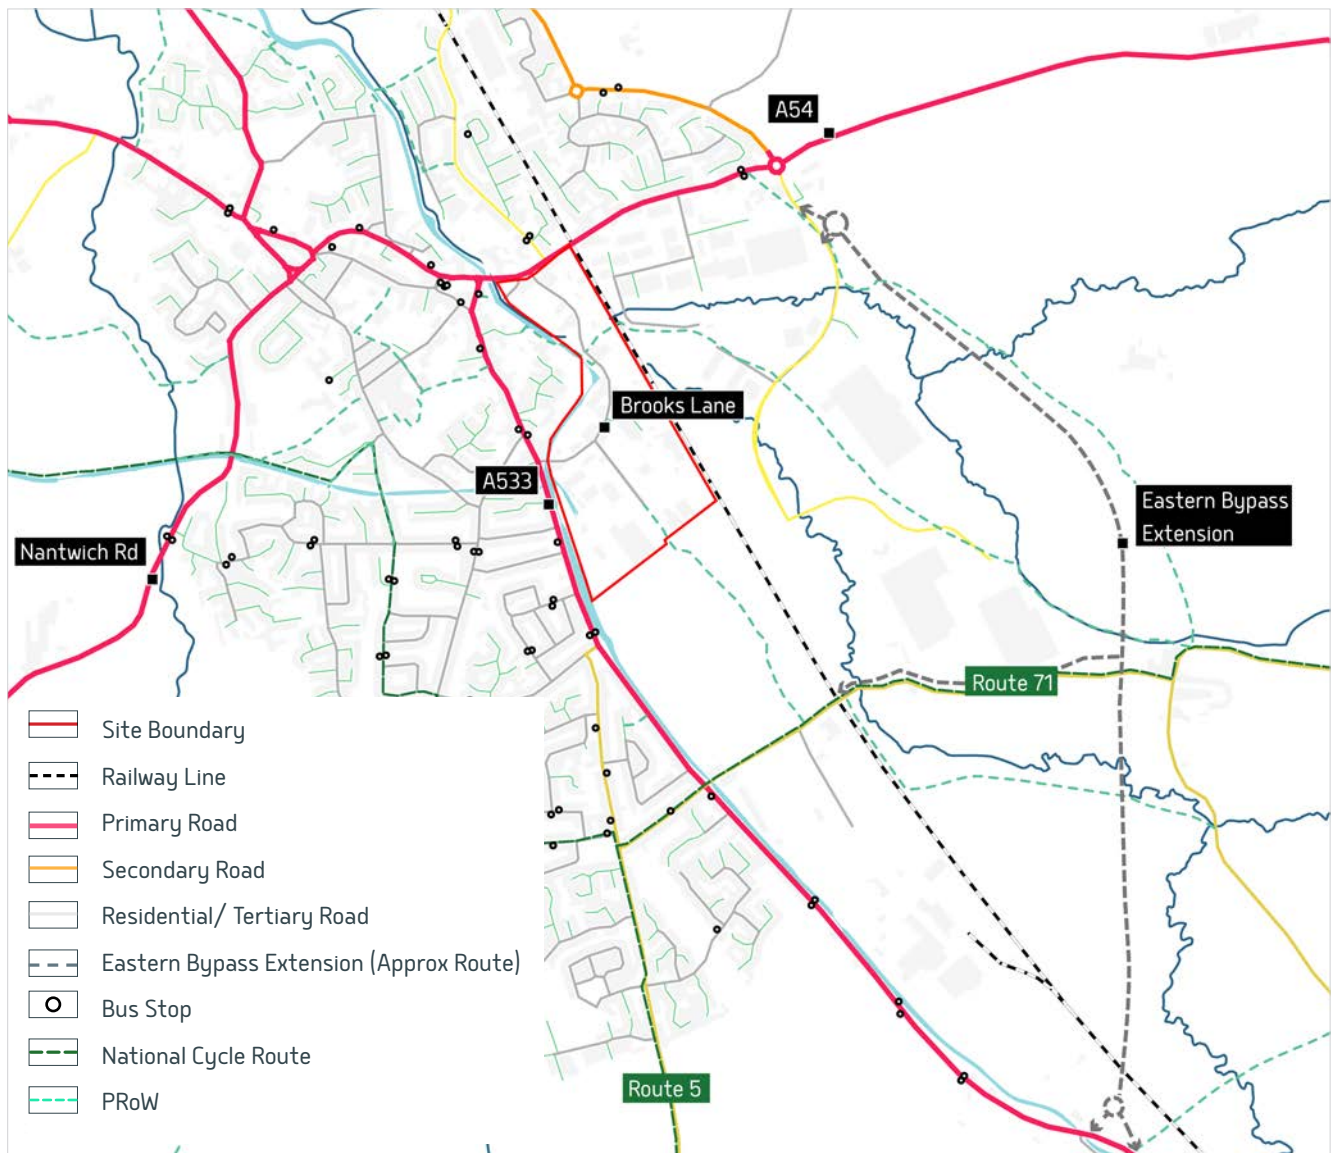 A54
Brooks Lane
A533
Eastern Bypass
Extension
Nantwich Rd
Route 71
Site Boundary
Railway Line
Primary Road
Secondary Road
Residential/ Tertiary Road
Eastern Bypass Extension (Approx Route)
Bus Stop
National Cycle Route
PRoW
Route 5